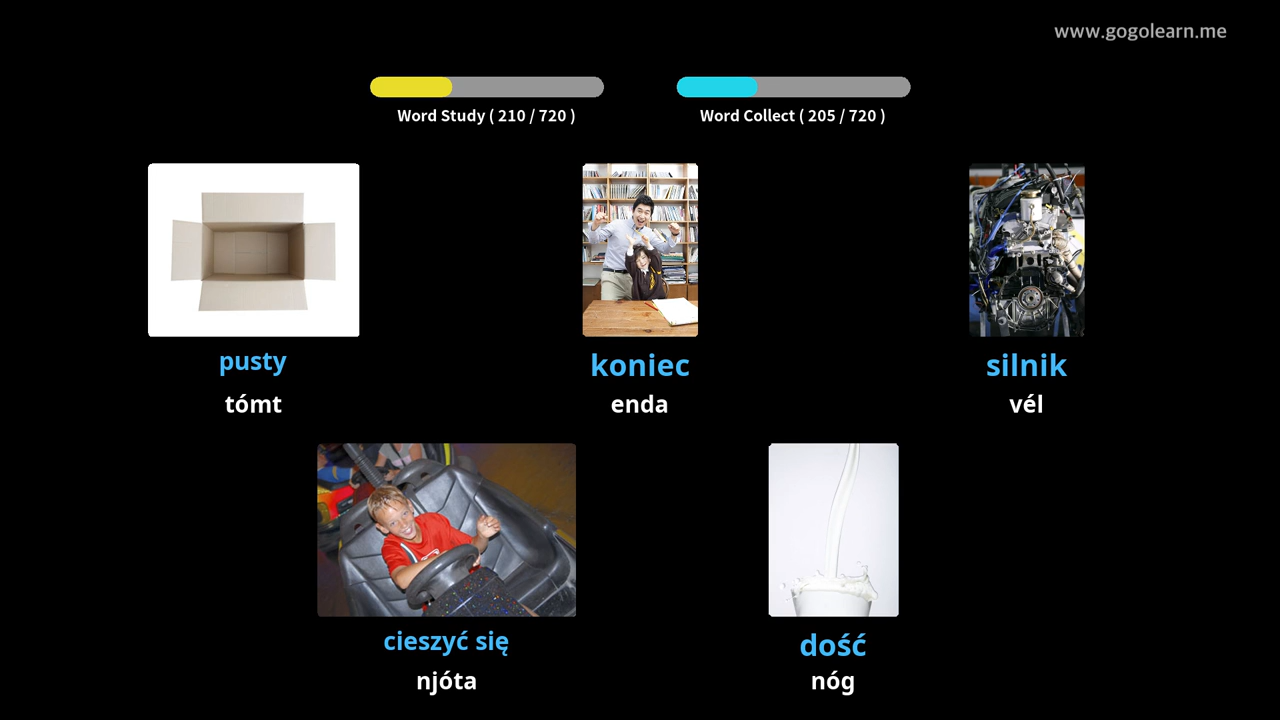 www.gogolearn.me
Word Study ( 210 / 720 )
Word Collect ( 205 / 720 )
pusty
tómt
koniec
enda
silnik
vél
cieszyć się
njóta
dość
nóg